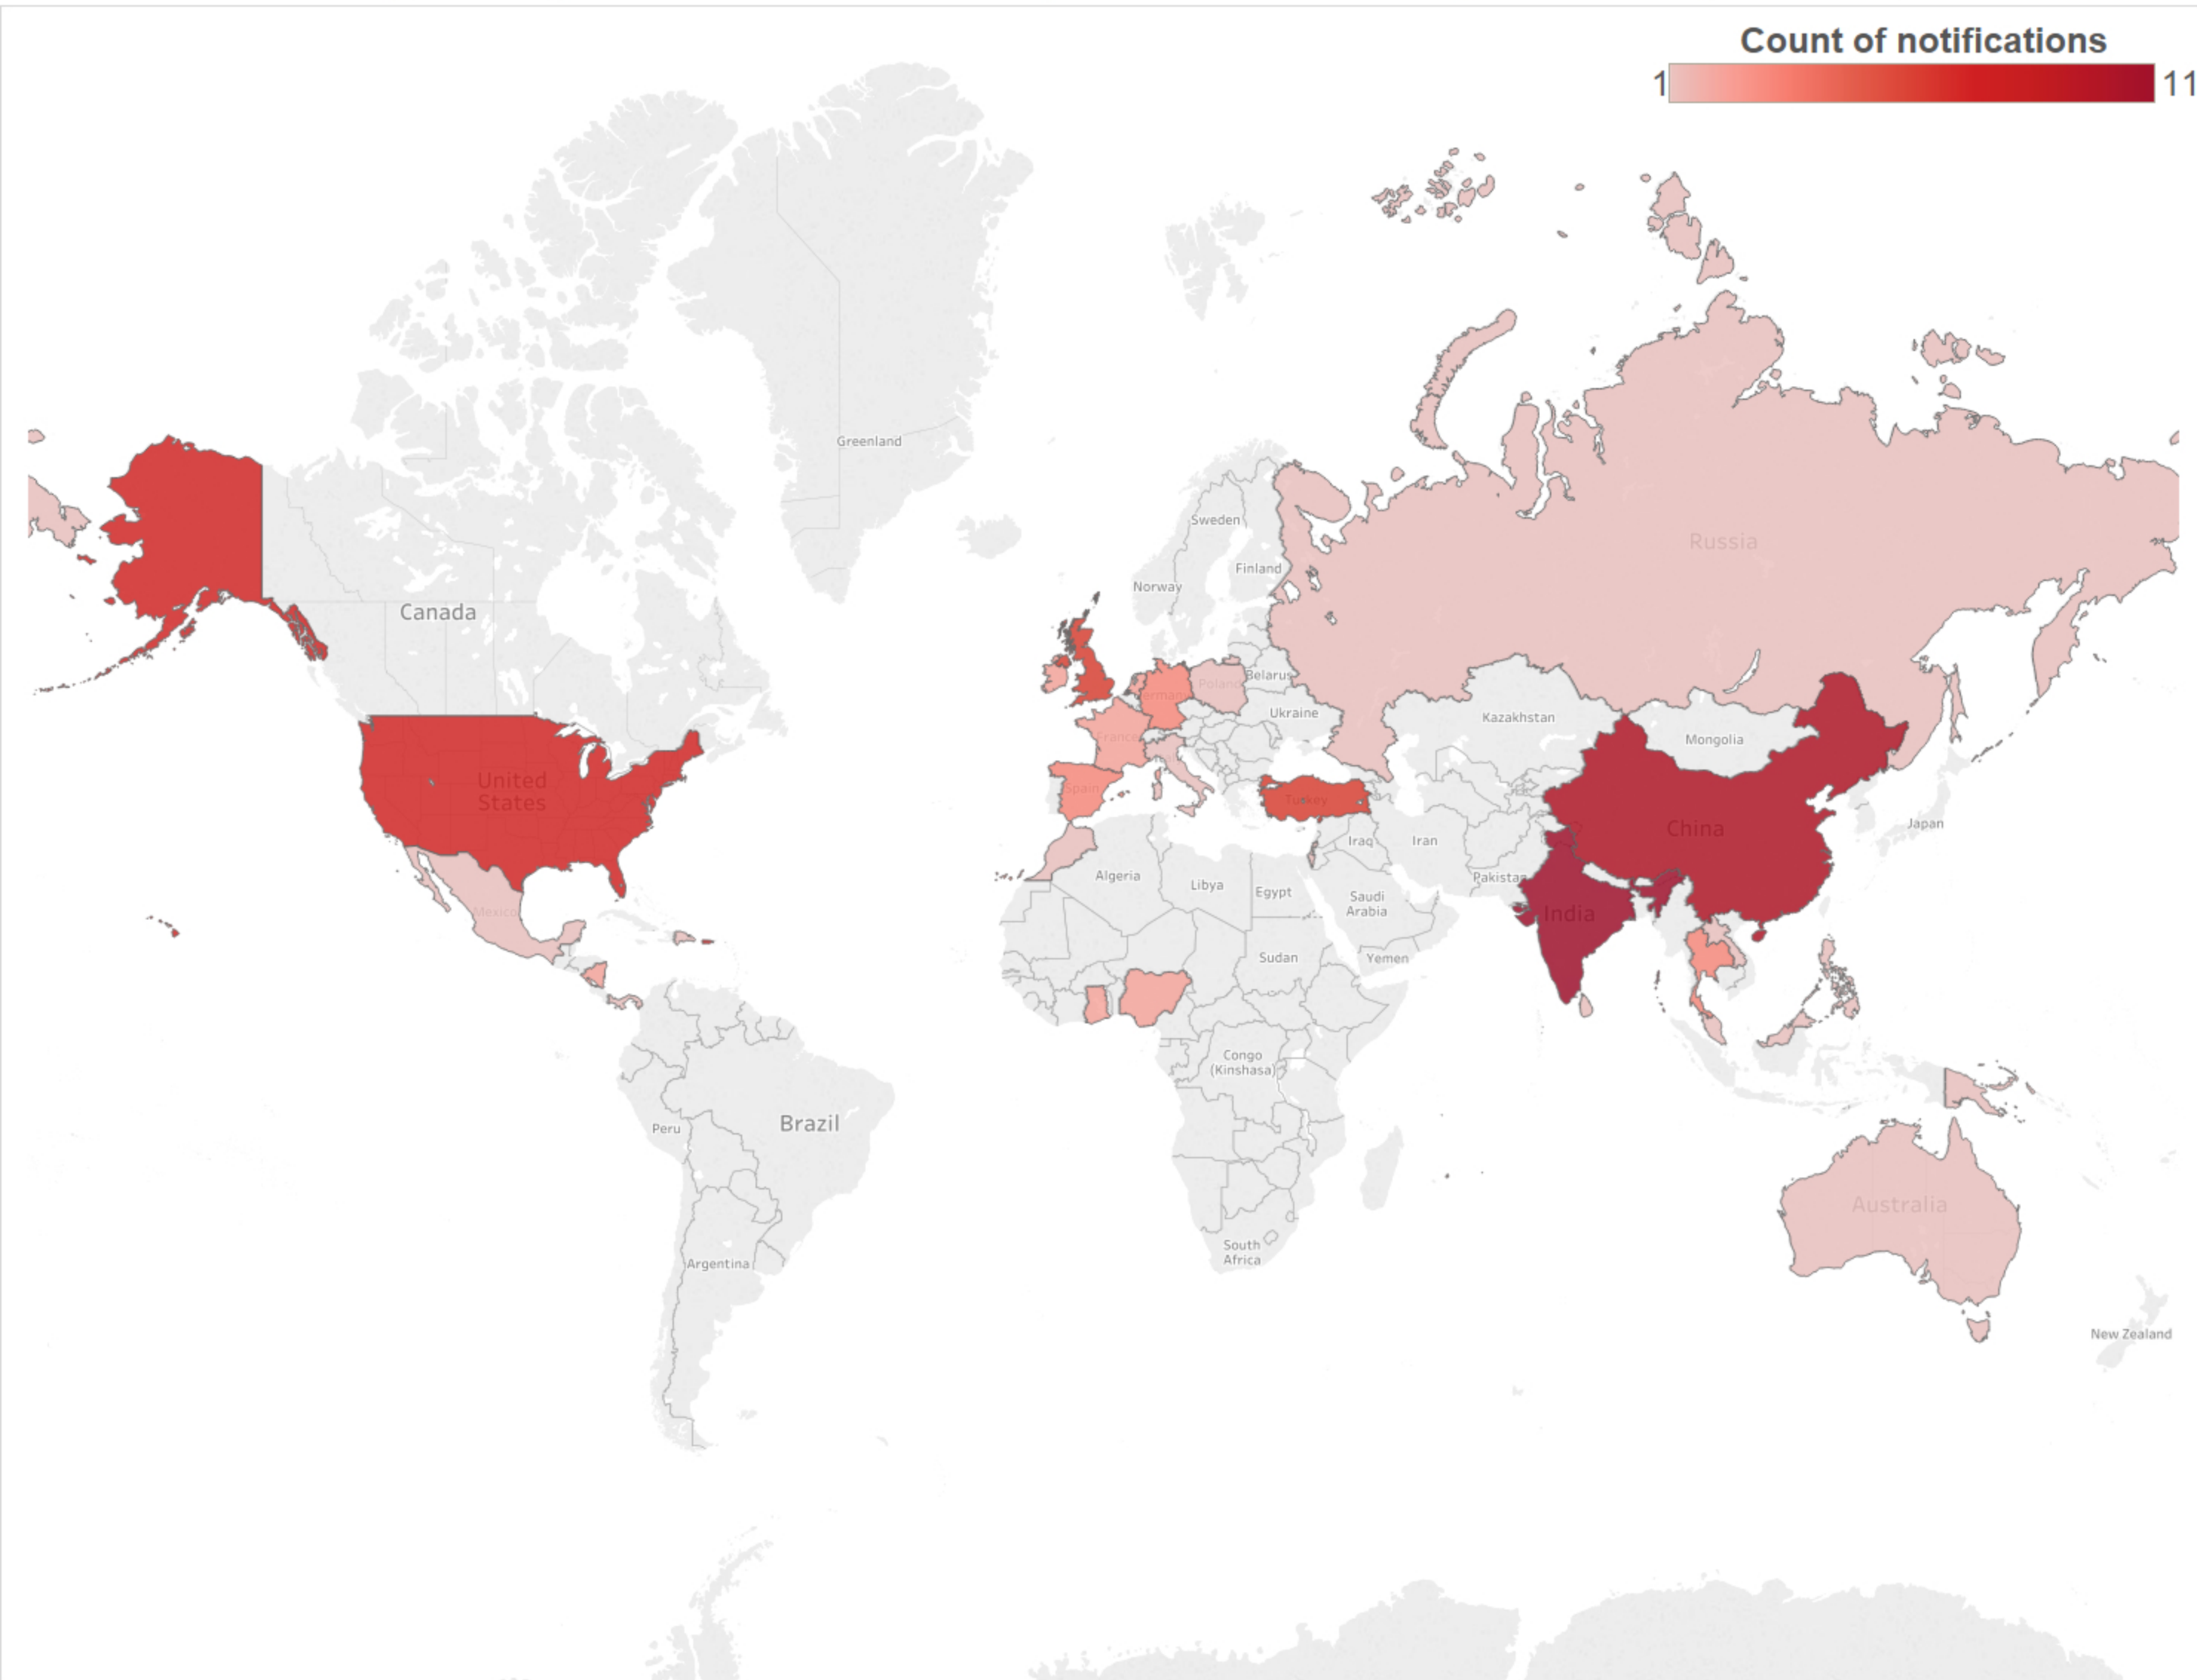 Count of notifications
1
11
Greenland
Sweden
Finland
Norway
Russia
Canada
Belarus
Poland
ermany
Ukraine
Kazakhstan
Mongolia
France
United
States
Spain
Turkey
China
Japan
Iraq
Iran
Algeria
Libya
Egypt
Pakistan
Saudi
Arabia
India
Mexico
Sudan
Yemen
Congo
(Kinshasa)
Brazil
Peru
Australia
South
Africa
Argentina
New Zealand